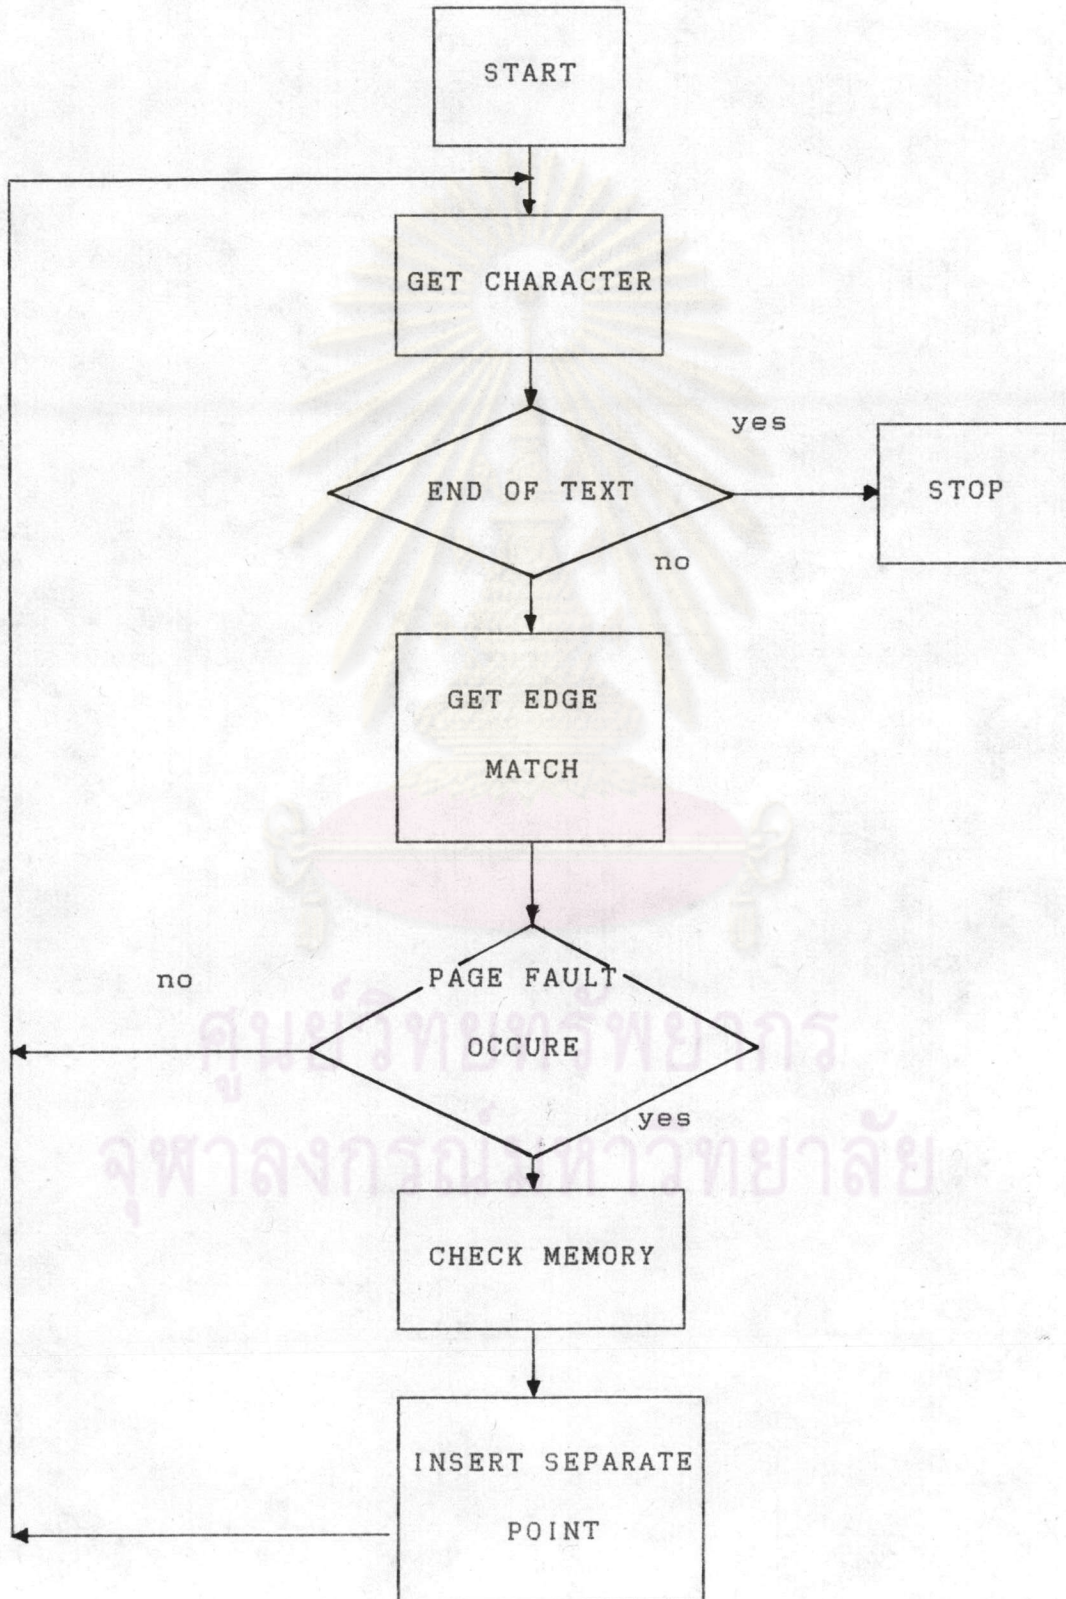 START
GET CHARACTER
yes
END OF TEXT
STOP
no
GET EDGE
MATCH
no
PAGE FAULT
ศูนย์วิทยทรัพยากร
OCCURE
yes
จุฬาลงกรณ์มหาวิทยาลัย
CHECK MEMORY
INSERT SEPARATE
POINT